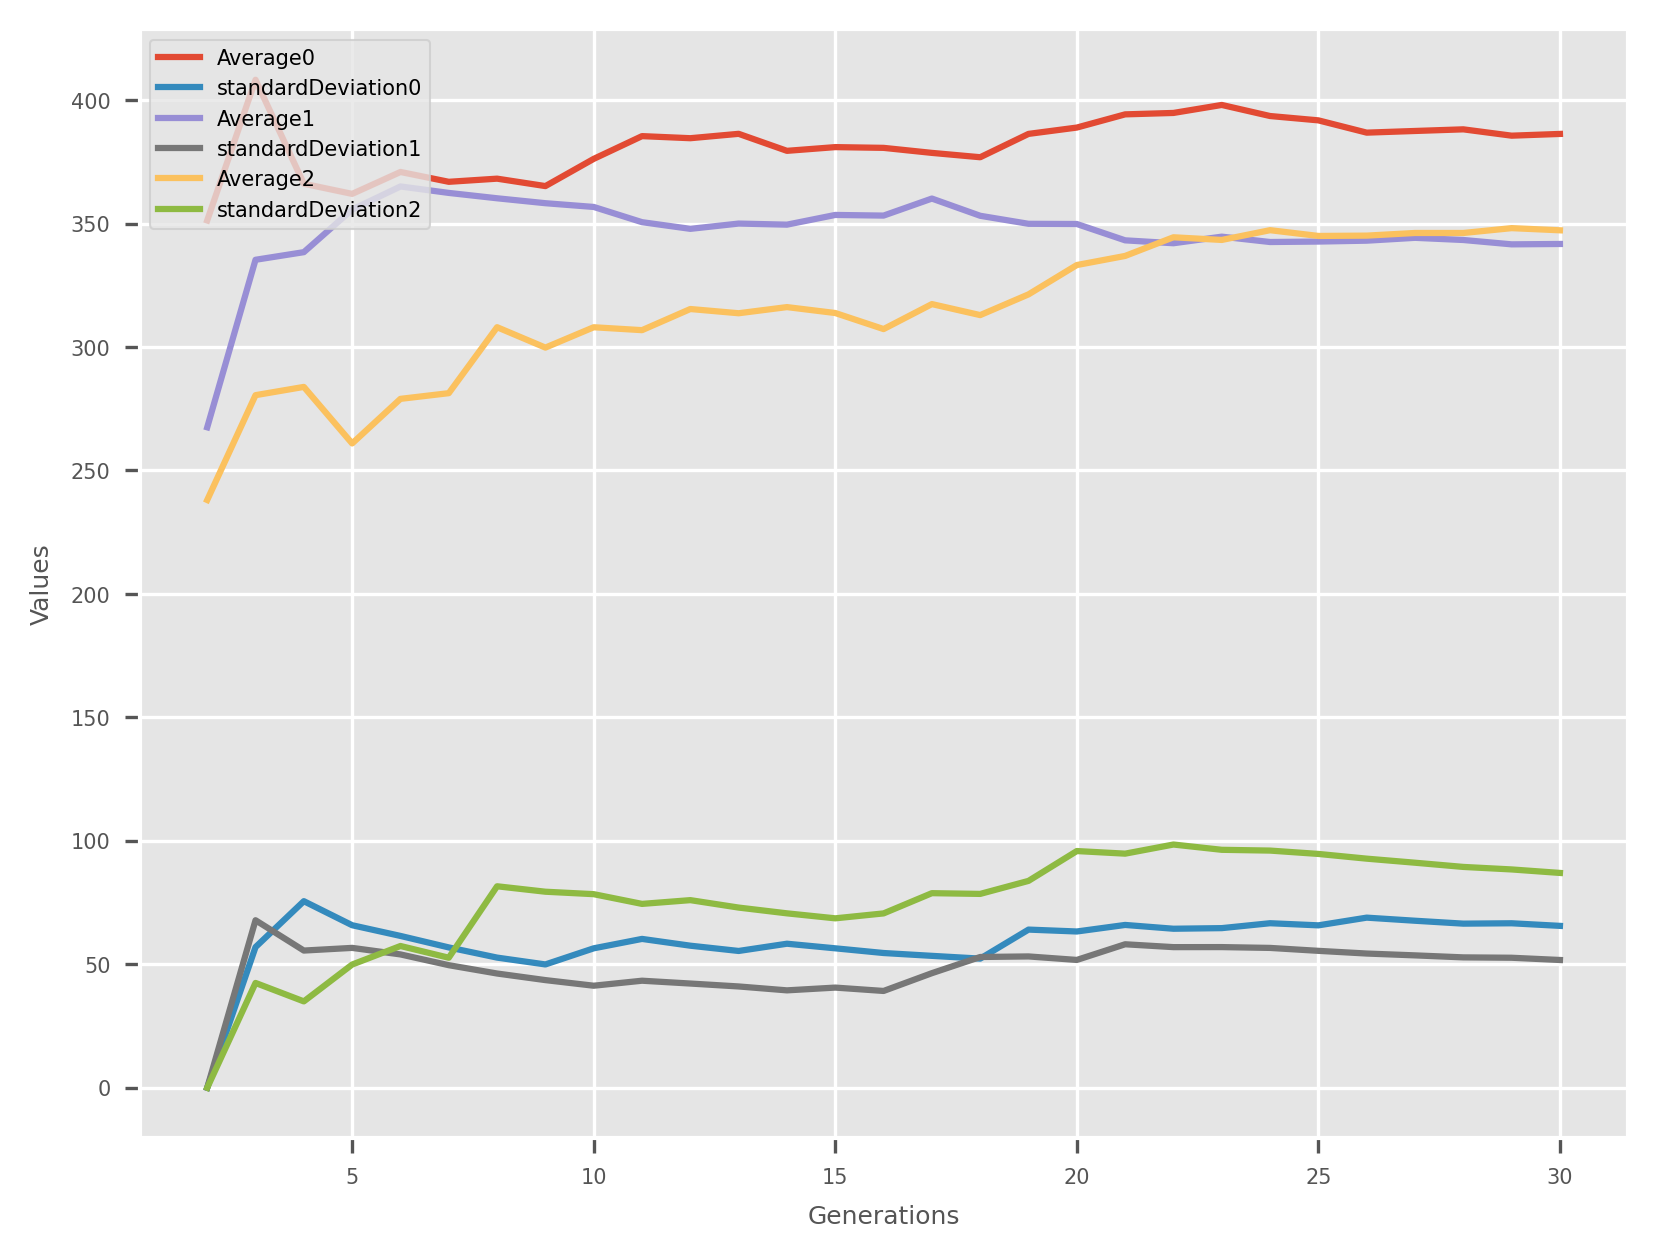 Average0
standardDeviation0
Average1
standardDeviation1
Average2
standardDeviation2
400
350
300
250
200
150
100
50
0
Values
5 10 15 20 25 30
Generations